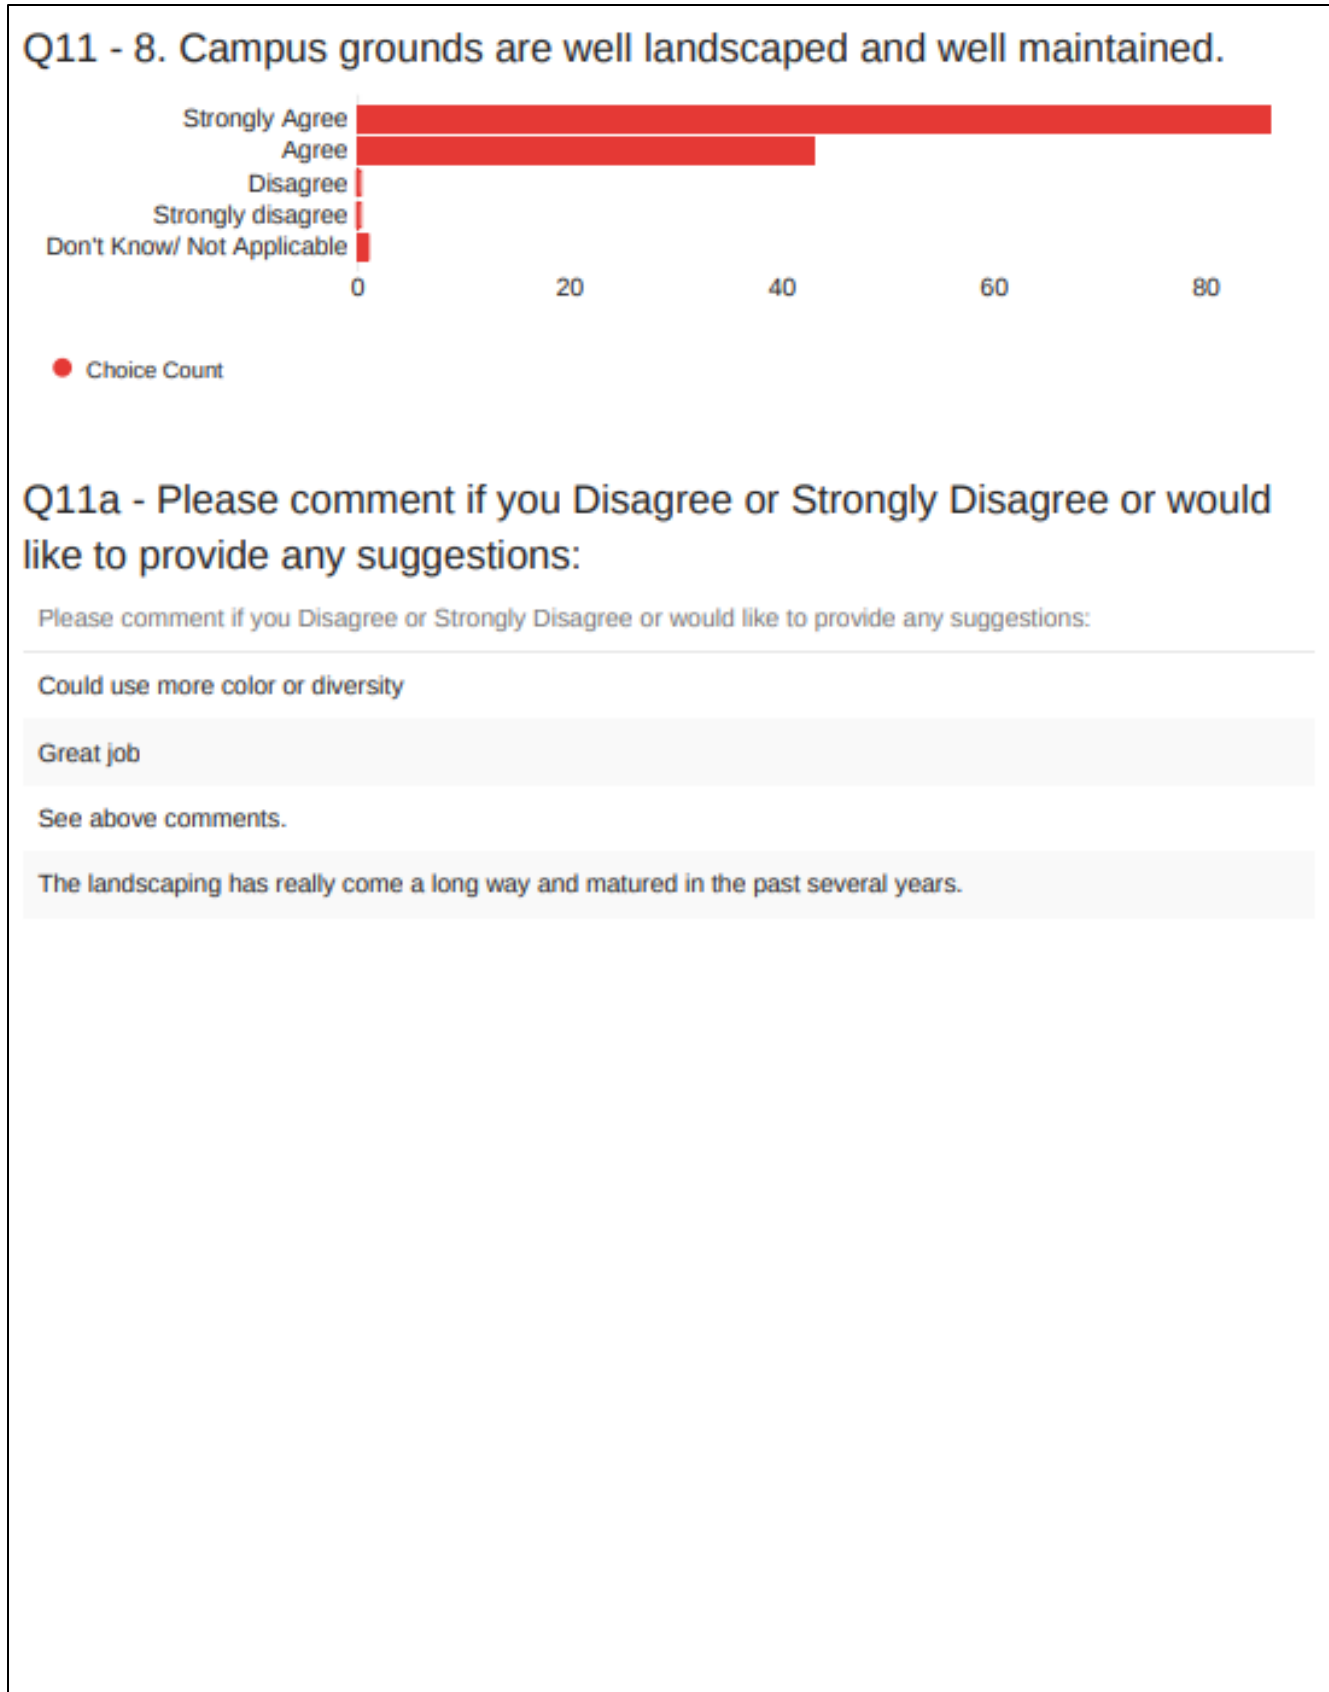 Q11 - 8. Campus grounds are well landscaped and well maintained.
Strongly Agree
Agree
Disagree
Strongly disagree
Don't Know/ Not Applicable
0 20 40 60 80
Choice Count
Q11a - Please comment if you Disagree or Strongly Disagree or would
like to provide any suggestions:
Please comment if you Disagree or Strongly Disagree or would like to provide any suggestions:
Could use more color or diversity
Great job
See above comments.
The landscaping has really come a long way and matured in the past several years.